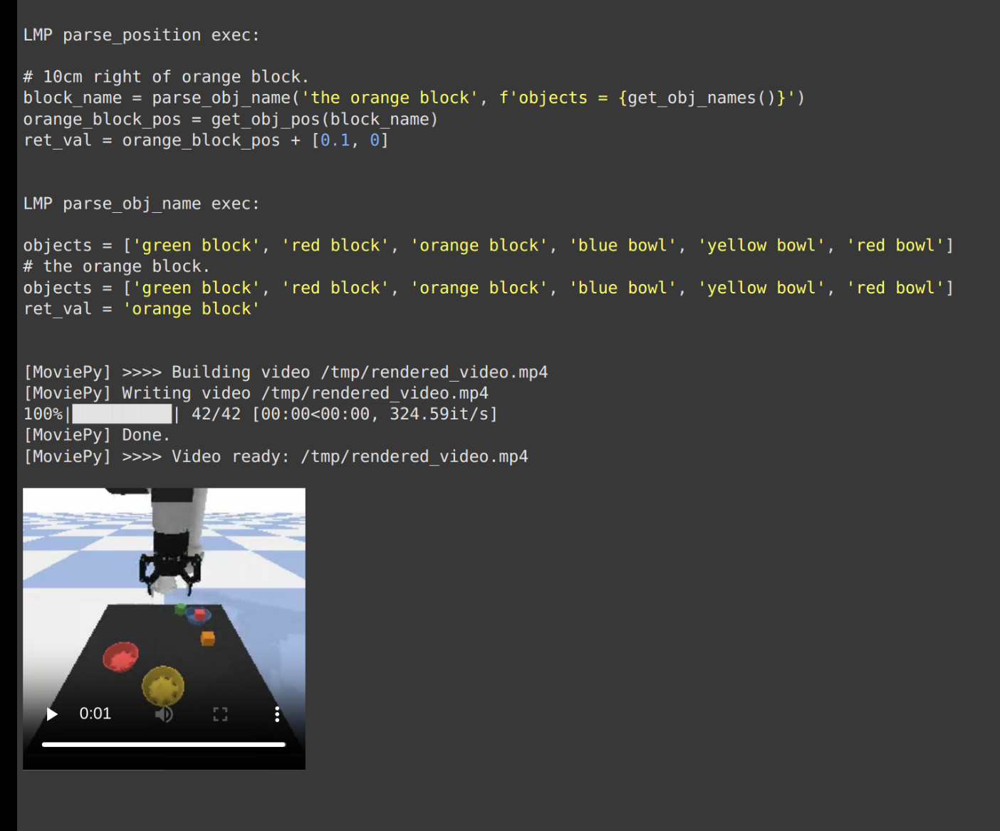 LMP parse_position exec:
# 10cm right of orange block.
block_name = parse_obj_name('the orange block', f'objects = {get_obj_names()}')
orange_block_pos = get_obj_pos(block_name)
ret_val = orange_block_pos + [0.1, 0]
LMP parse_obj_name exec:
objects = ['green block', 'red block', 'orange block', 'blue bowl', 'yellow bowl', 'red bowl']
# the orange block.
objects = ['green block', 'red block', 'orange block', 'blue bowl', 'yellow bowl', 'red bowl']
ret_val = 'orange block'
[MoviePy] >>>> Building video /tmp/rendered_video.mp4
[MoviePy] Writing video /tmp/rendered_video.mp4
100%|██████████| 42/42 [00:00<00:00, 324.59it/s]
[MoviePy] Done.
[MoviePy] >>>> Video ready: /tmp/rendered_video.mp4
0:01